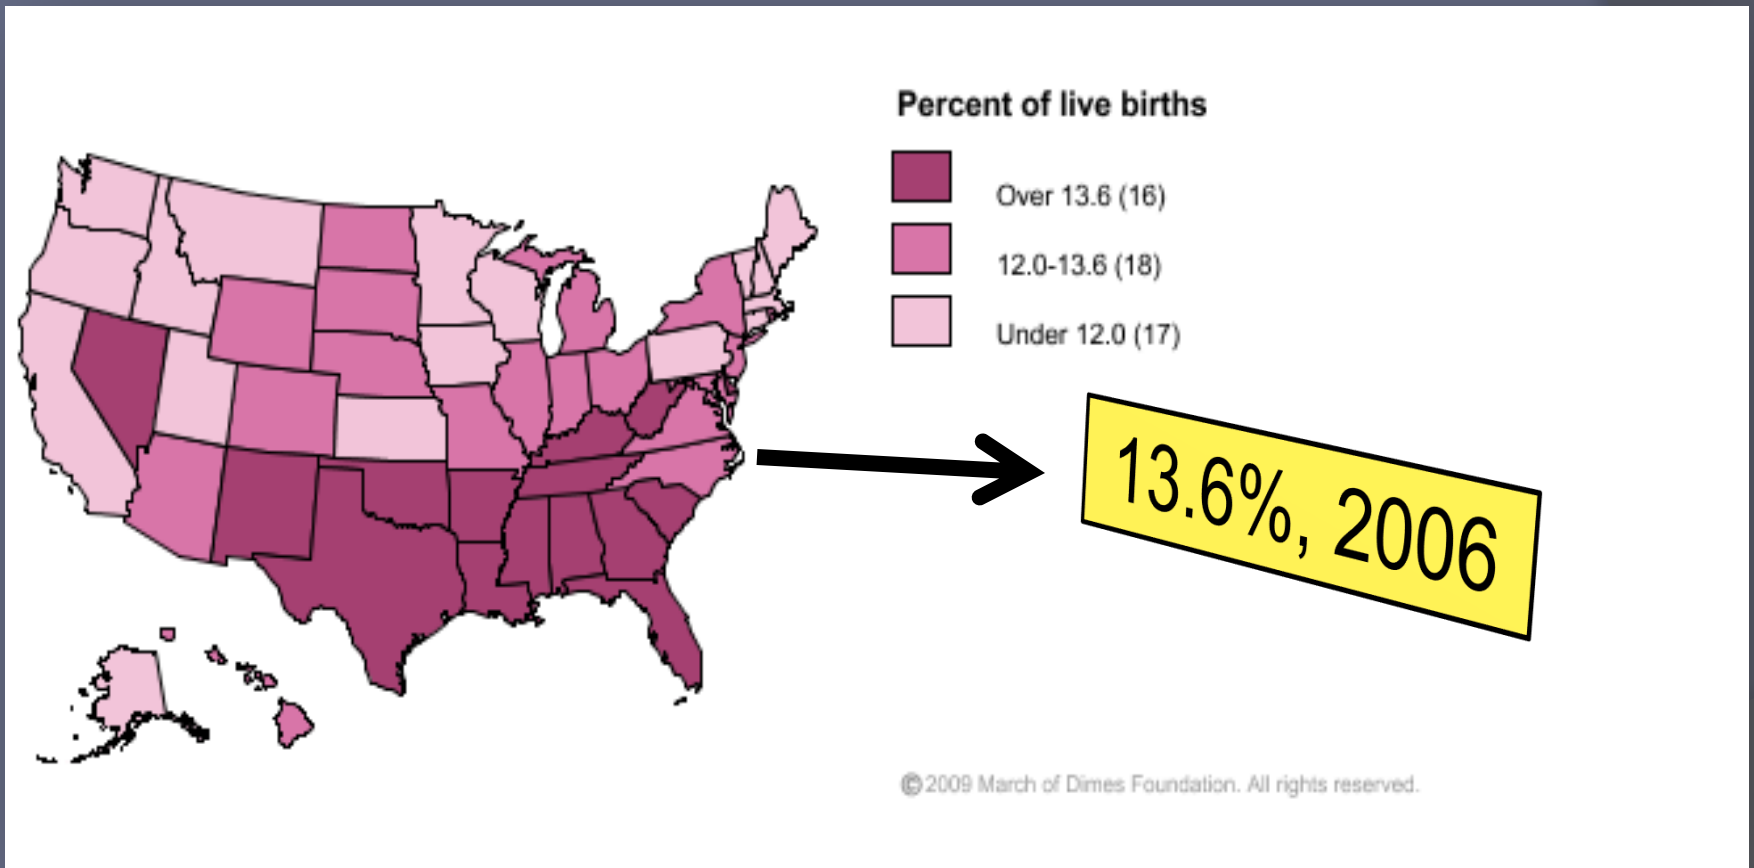 Percent of live births
Over 13.6 (16)
12.0-13.6 (18)
Under 12.0 (17)
13.6%, 2006
©2009 March of Dimes Foundation. All rights reserved.